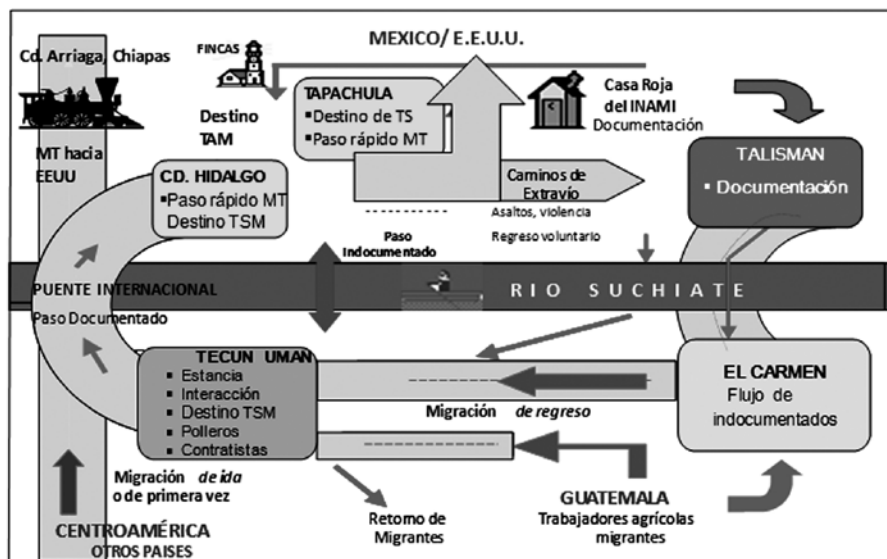 MEXICO/ E.E.U.U.
Cd. Arriaga, Chiapas
FINCAS
MT hacia
EEUU
Destino
TAM
TAPACHULA
▪Destino de TS
▪Paso rápido MT
Casa Roja
del INAMI
Documentación
TALISMAN
▪ Documentación
CD. HIDALGO
▪Paso rápido MT
Destino TSM
Caminos de
Extravío
Asaltos, violencia
Regreso voluntario
Paso
Indocumentado
PUENTE INTERNACIONAL
Paso Documentado
RIO SUCHIATE
TECUN UMAN
▪ Estancia
▪ Interacción
▪ Destino TSM
▪ Polleros
▪ Contratistas
Migración de regreso
EL CARMEN
Flujo de
indocumentados
Migración de ida
o de primera vez
CENTROAMÉRICA
OTROS PAISES
Retorno de
Migrantes
GUATEMALA
Trabajadores agrícolas
migrantes